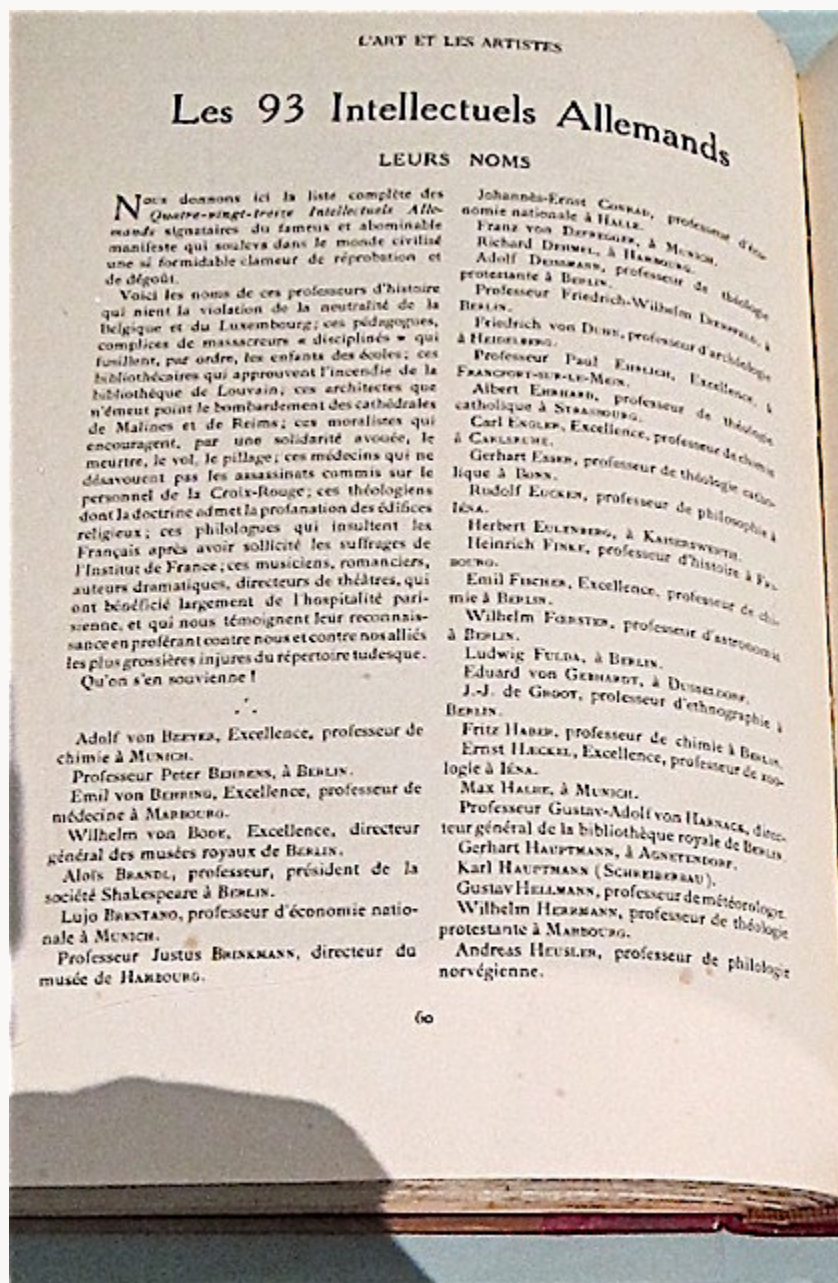 L'ART ET LES ARTISTES
Les 93 Intellectuels Allemands
LEURS NOMS
Nous donnons ici la liste complète des
Quatre-vingt-treize Intellectuels Alle-
mands signataires du fameux et abominable
manifeste qui souleva dans le monde civilisé
une si formidable clameur de réprobation et
de dégoût.
Voici les noms de ces professeurs d'histoire
qui nient la violation de la neutralité de la
Belgique et du Luxembourg; ces pédagogues,
complices de massacreurs « disciplinés » qui
fusillent, par ordre, les enfants des écoles; ces
bibliothécaires qui approuvent l'incendie de la
bibliothèque de Louvain; ces architectes que
n'émeut point le bombardement des cathédrales
de Malines et de Reims; ces moralistes qui
encouragent, par une solidarité avouée, le
meurtre, le vol, le pillage; ces médecins qui ne
désavouent pas les assassinats commis sur le
personnel de la Croix-Rouge; ces théologiens
dont la doctrine admet la profanation des édifices
religieux; ces philologues qui insultent les
Français après avoir sollicité les suffrages de
l'Institut de France; ces musiciens, romanciers,
auteurs dramatiques, directeurs de théâtres, qui
ont bénéficié largement de l'hospitalité pari-
sienne, et qui nous témoignent leur reconnais-
sance en proférant contre nous et contre nos alliés
les plus grossières injures du répertoire tudesque.
Qu'on s'en souvienne !
Adolf von BEYER, Excellence, professeur de
chimie à MUNICH.
Professeur Peter BEHRENS, à BERLIN.
Emil von BEHRING, Excellence, professeur de
médecine à MARBOURG.
Wilhelm von BODE, Excellence, directeur
général des musées royaux de BERLIN.
Aloïs BRANDL, professeur, président de la
société Shakespeare à BERLIN.
Lujo BRENTANO, professeur d'économie natio-
nale à MUNICH.
Professeur Justus BRINKMANN, directeur du
musée de HAMBOURG.
Johannès-Ernst CONRAD, professeur d'éco-
nomie nationale à HALLE.
Franz von DEFREGGER, à MUNICH.
Richard DEHMEL, à HAMBOURG.
Adolf DEISSMANN, professeur de théologie
protestante à BERLIN.
Professeur Friedrich-Wilhelm DŒRPFELD, à
BERLIN.
Friedrich von DUHN, professeur d'archéologie
à HEIDELBERG.
Professeur Paul EHRLICH, Excellence, à
FRANCFORT-SUR-LE-MEIN.
Albert EHRHARD, professeur de théologie
catholique à STRASBOURG.
Carl ENGLER, Excellence, professeur de chimie
à CARLSRUHE.
Gerhart ESSER, professeur de théologie catho-
lique à BONN.
Rudolf EUCKEN, professeur de philosophie à
IÉNA.
Herbert EULENBERG, à KAISERSWERTH.
Heinrich FINKE, professeur d'histoire à FRI-
BOURG.
Emil FISCHER, Excellence, professeur de chi-
mie à BERLIN.
Wilhelm FŒRSTER, professeur d'astronomie
à BERLIN.
Ludwig FULDA, à BERLIN.
Eduard von GEBHARDT, à DUSSELDORF.
J.-J. de GROOT, professeur d'ethnographie à
BERLIN.
Fritz HABER, professeur de chimie à BERLIN.
Ernst HÆCKEL, Excellence, professeur de zoo-
logie à IÉNA.
Max HALBE, à MUNICH.
Professeur Gustav-Adolf von HARNACK, direc-
teur général de la bibliothèque royale de BERLIN.
Gerhart HAUPTMANN, à AGNETENDORF.
Karl HAUPTMANN (SCHREIBERHAU).
Gustav HELLMANN, professeur de météorologie.
Wilhelm HERRMANN, professeur de théologie
protestante à MARBOURG.
Andreas HEUSLER, professeur de philologie
norvégienne.
60